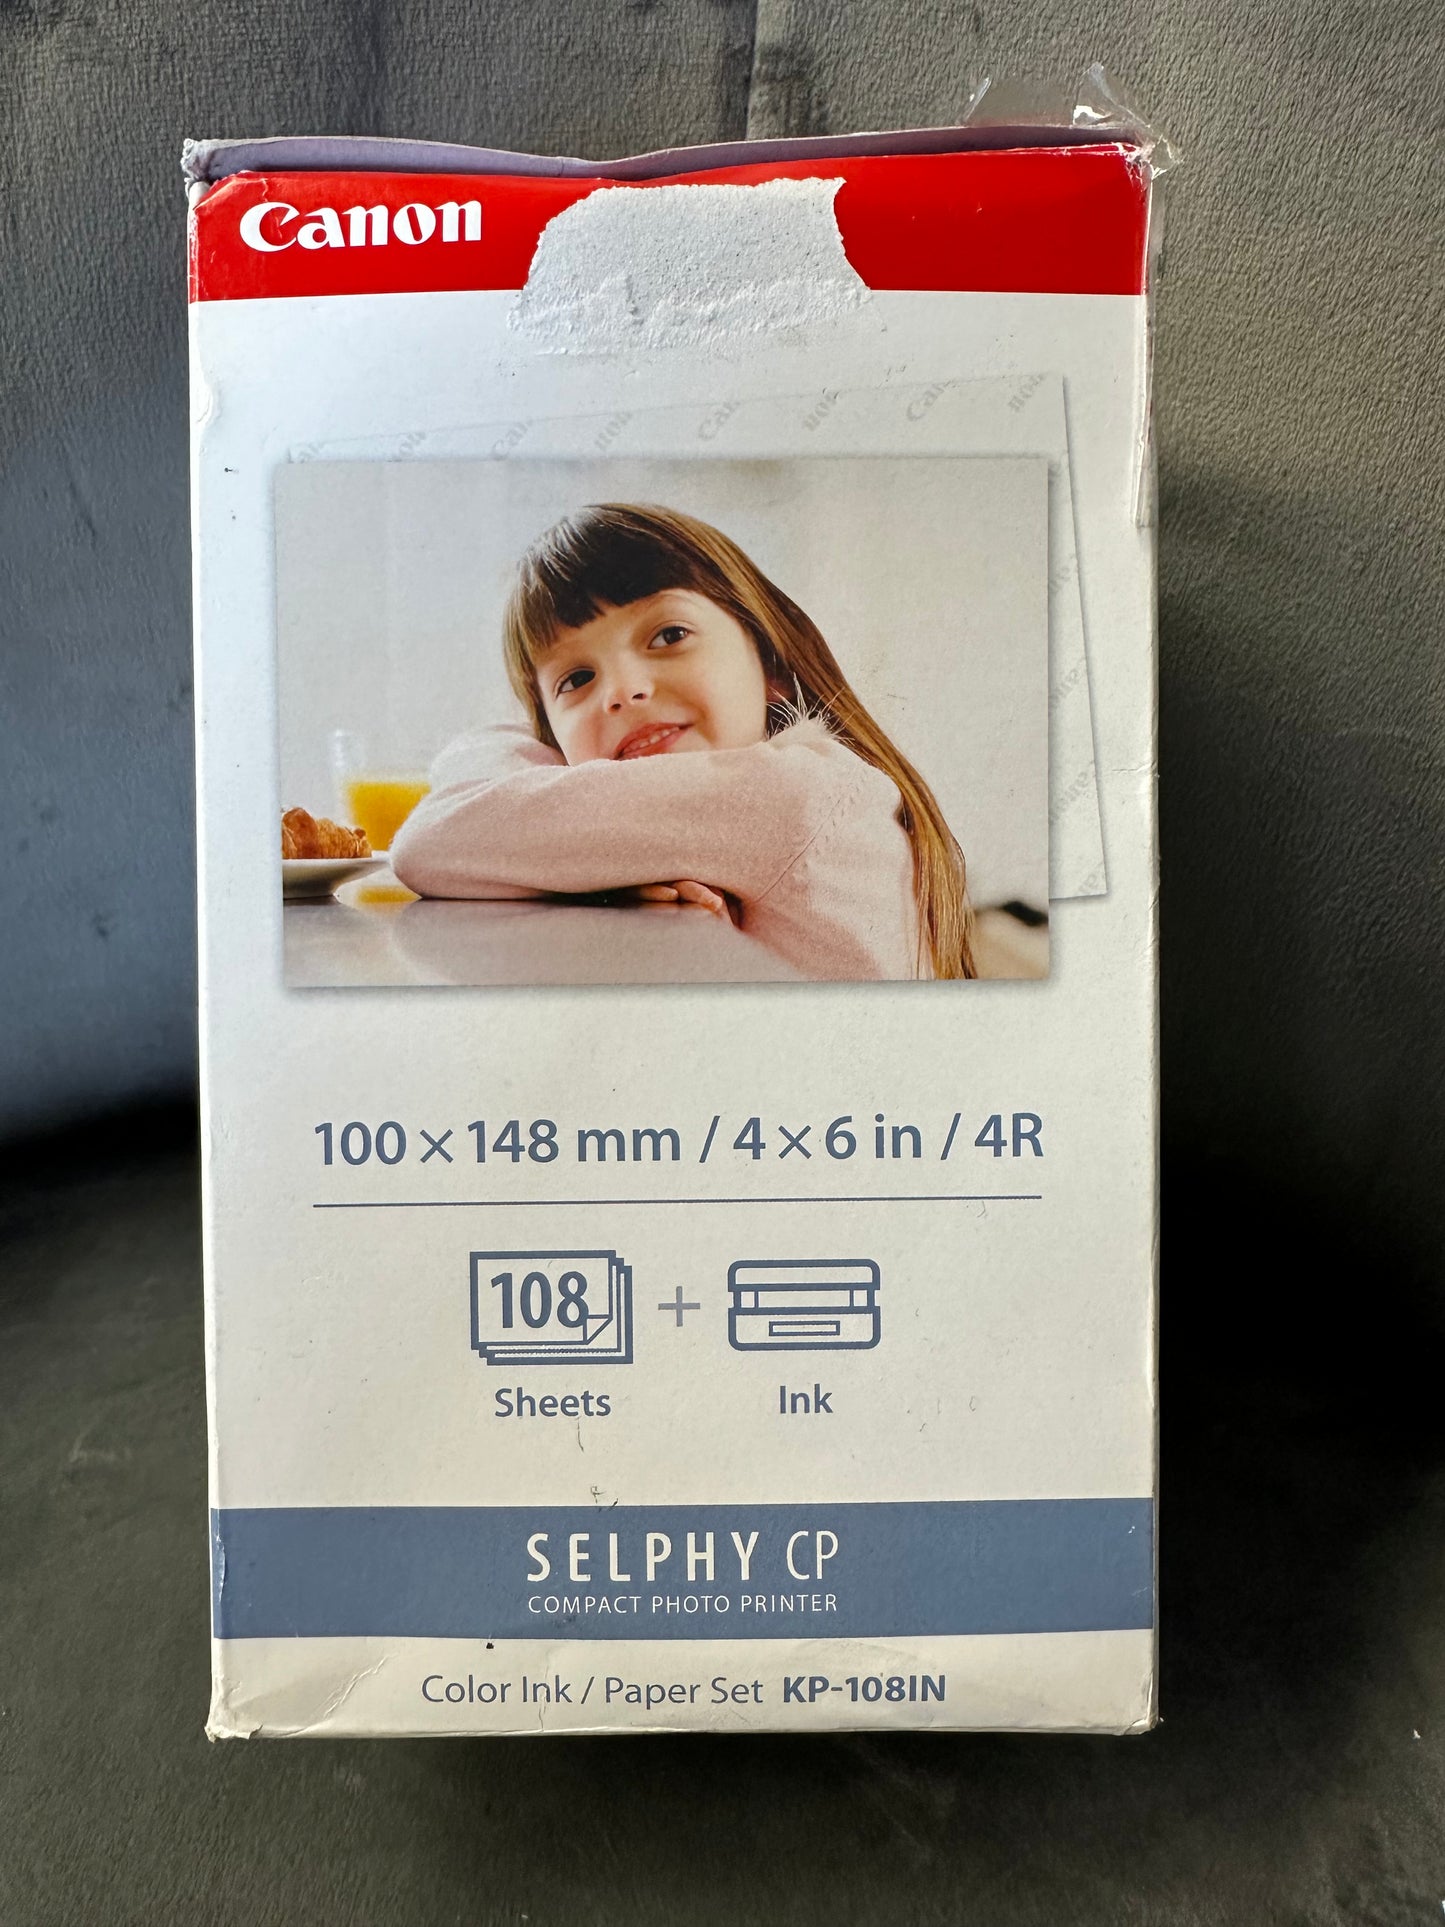 Canon
100 × 148 mm / 4 × 6 in / 4R
108
Sheets
+
Ink
SELPHY CP
COMPACT PHOTO PRINTER
Color Ink / Paper Set KP-108IN